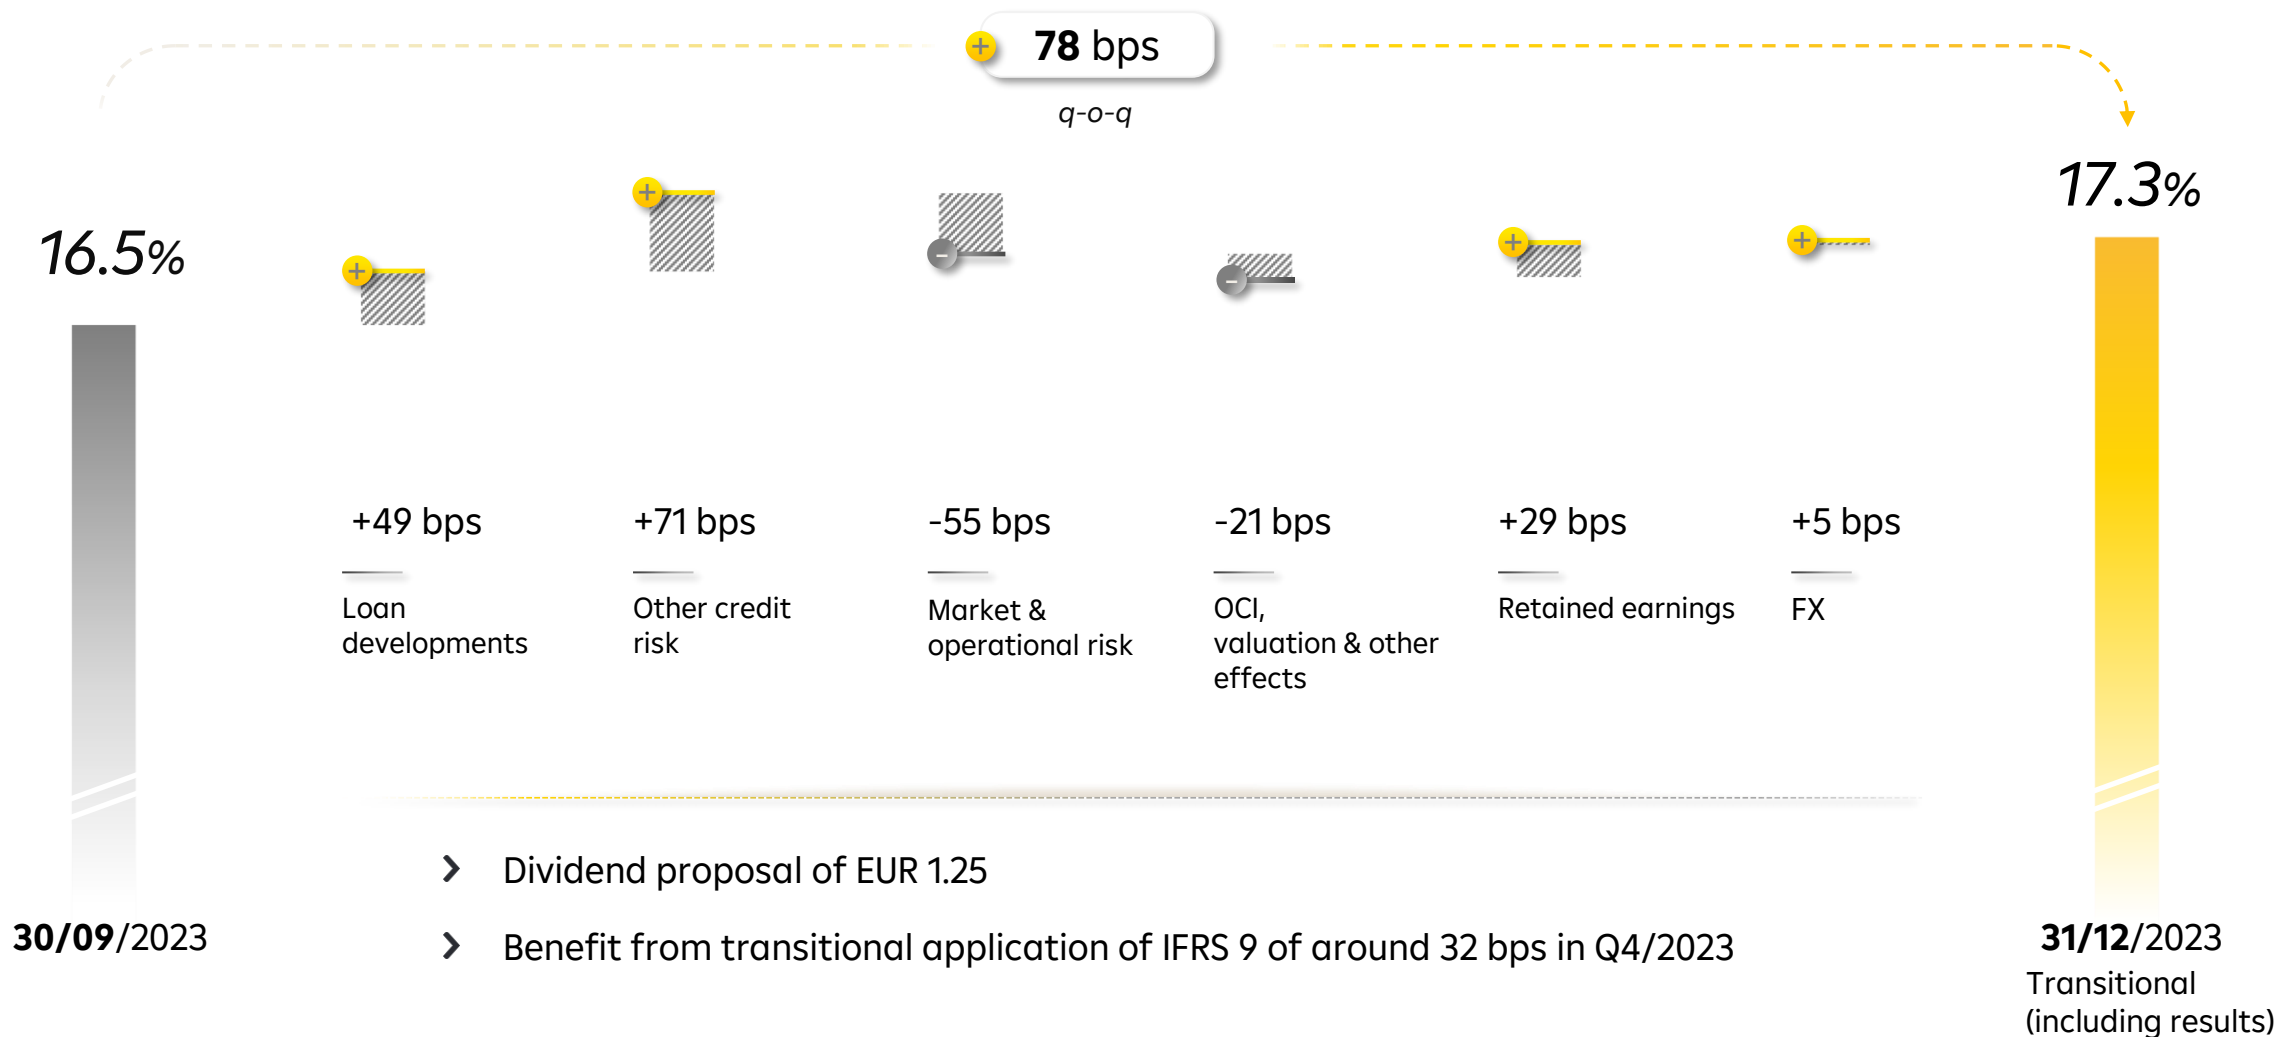 78 bps
q-o-q
16.5%
17.3%
+49 bps
Loan
developments
+71 bps
Other credit
risk
-55 bps
Market &
operational risk
-21 bps
OCI,
valuation & other
effects
+29 bps
Retained earnings
+5 bps
FX
› Dividend proposal of EUR 1.25
› Benefit from transitional application of IFRS 9 of around 32 bps in Q4/2023
30/09/2023
31/12/2023
Transitional
(including results)